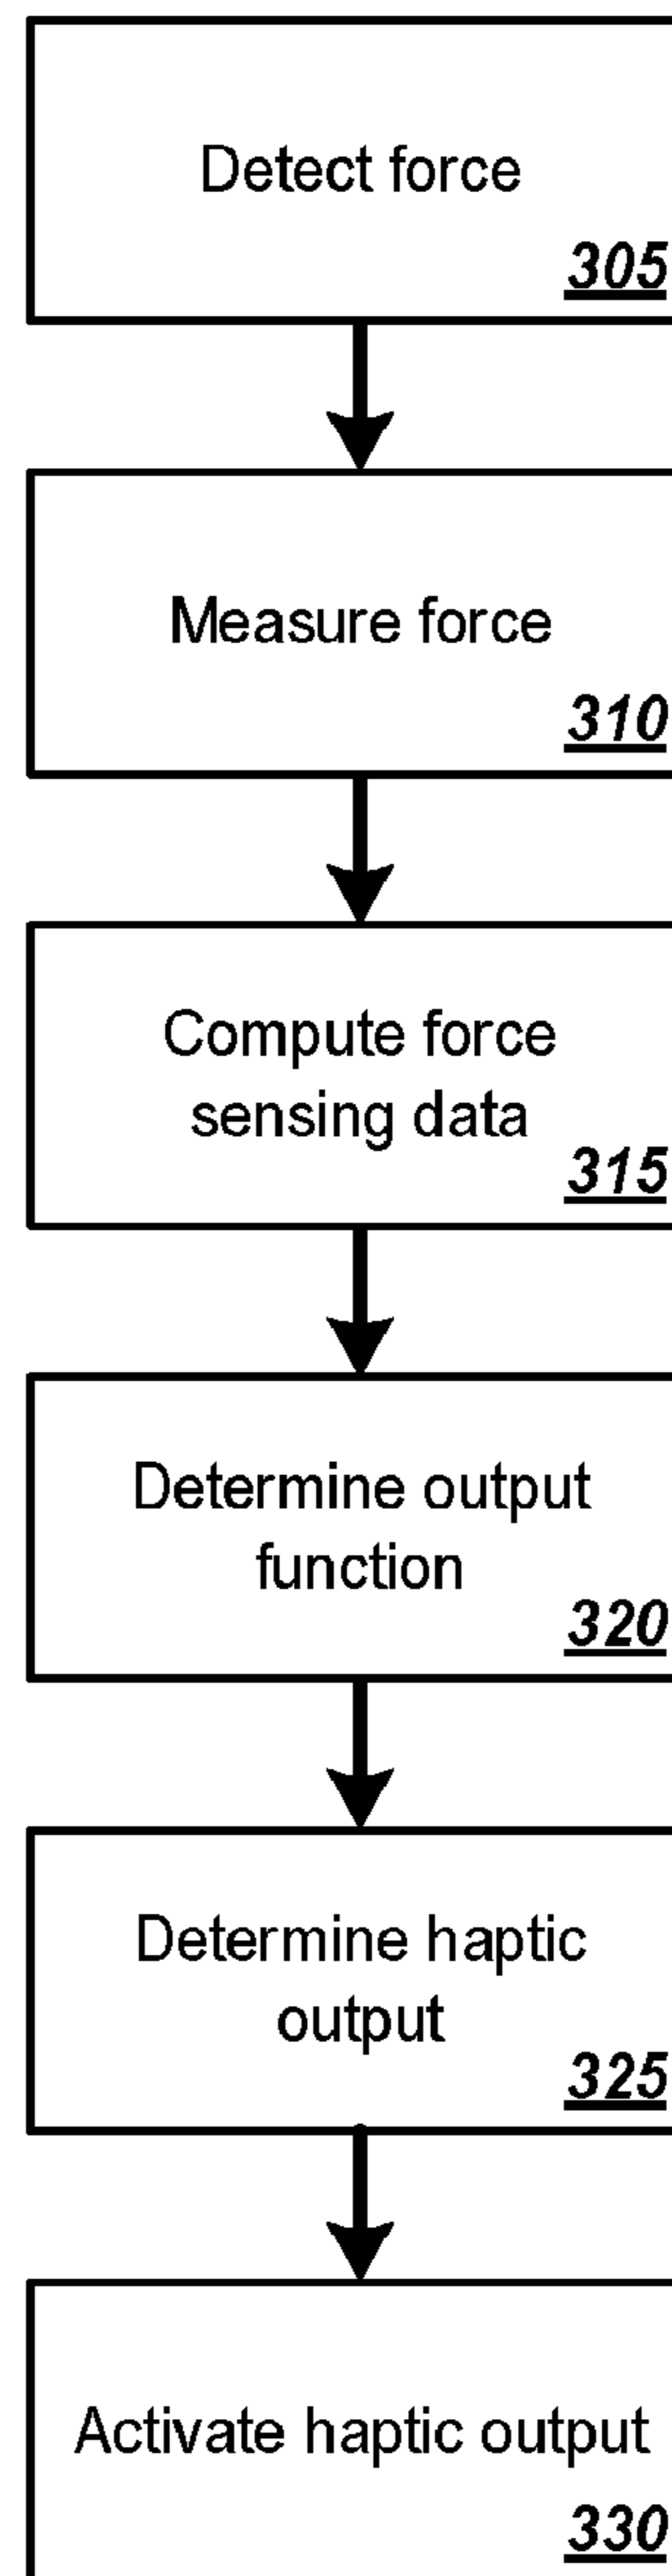 Detect force
305
Measure force
310
Compute force
sensing data
315
Determine output
function
320
Determine haptic
output
325
Activate haptic output
330